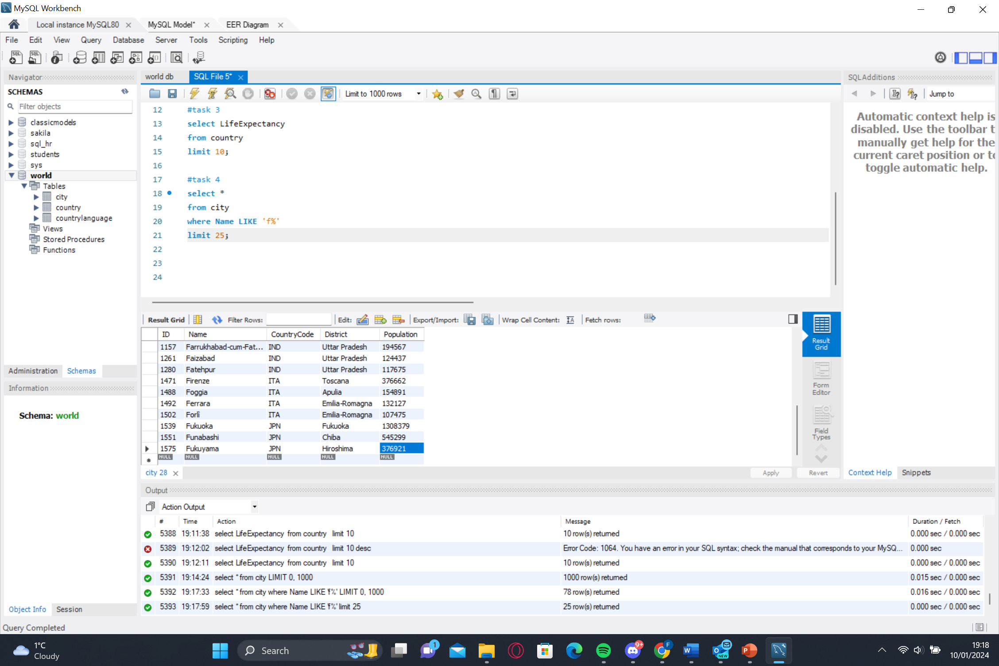 MySQL Workbench
Local instance MySQL80
MySQL Model*
EER Diagram
File Edit View Query Database Server Tools Scripting Help
Navigator
SCHEMAS
Filter objects
classicmodels
sakila
sql_hr
students
sys
world
Tables
city
country
countrylanguage
Views
Stored Procedures
Functions
Administration Schemas
Information
Schema: world
Object Info Session
world db
SQL File 5*
Limit to 1000 rows
12 #task 3
13 select LifeExpectancy
14 from country
15 limit 10;
16
17 #task 4
18 select *
19 from city
20 where Name LIKE 'f%'
21 limit 25;
22
23
24
Result Grid Filter Rows: Edit: Export/Import: Wrap Cell Content: Fetch rows:
ID Name CountryCode District Population
1157 Farrukhabad-cum-Fat... IND Uttar Pradesh 194567
1261 Faizabad IND Uttar Pradesh 124437
1280 Fatehpur IND Uttar Pradesh 117675
1471 Firenze ITA Toscana 376662
1488 Foggia ITA Apulia 154891
1492 Ferrara ITA Emilia-Romagna 132127
1502 Forlì ITA Emilia-Romagna 107475
1539 Fukuoka JPN Fukuoka 1308379
1551 Funabashi JPN Chiba 545299
1575 Fukuyama JPN Hiroshima 376921
NULL NULL NULL NULL NULL
Result
Grid
Form
Editor
Field
Types
city 28
Apply Revert
SQLAdditions
Jump to
Automatic context help is
disabled. Use the toolbar t
manually get help for the
current caret position or to
toggle automatic help.
Context Help Snippets
Output
Action Output
# Time Action Message Duration / Fetch
5388 19:11:38 select LifeExpectancy from country limit 10 10 row(s) returned 0.000 sec / 0.000 sec
5389 19:12:02 select LifeExpectancy from country limit 10 desc Error Code: 1064. You have an error in your SQL syntax; check the manual that corresponds to your MySQ... 0.000 sec
5390 19:12:11 select LifeExpectancy from country limit 10 10 row(s) returned 0.000 sec / 0.000 sec
5391 19:14:24 select * from city LIMIT 0, 1000 1000 row(s) returned 0.015 sec / 0.000 sec
5392 19:17:33 select * from city where Name LIKE 'f%' LIMIT 0, 1000 78 row(s) returned 0.016 sec / 0.000 sec
5393 19:17:59 select * from city where Name LIKE 'f%' limit 25 25 row(s) returned 0.000 sec / 0.000 sec
Query Completed
1°C
Cloudy
Search
1
9+
F
W
NEW
P
19:18
10/01/2024